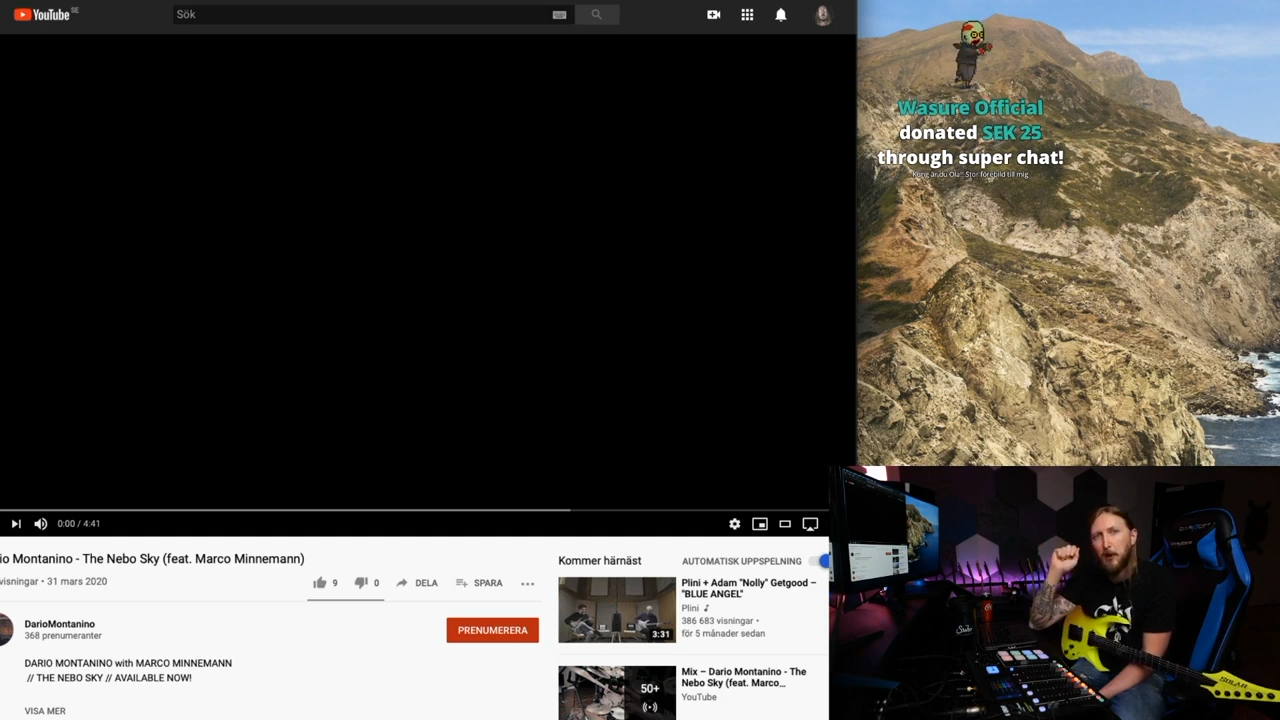 YouTube SE
Sök
Wasure Official
donated SEK 25
through super chat!
Kung är du Ola!! Stor förebild till mig
0:00 / 4:41
io Montanino - The Nebo Sky (feat. Marco Minnemann)
visningar • 31 mars 2020
9
0
DELA
SPARA
DarioMontanino
368 prenumeranter
PRENUMERERA
DARIO MONTANINO with MARCO MINNEMANN
// THE NEBO SKY // AVAILABLE NOW!
VISA MER
Kommer härnäst
AUTOMATISK UPPSPELNING
3:31
Plini + Adam "Nolly" Getgood –
"BLUE ANGEL"
Plini
386 683 visningar •
för 5 månader sedan
50+
Mix – Dario Montanino - The
Nebo Sky (feat. Marco...
YouTube
SOLAR